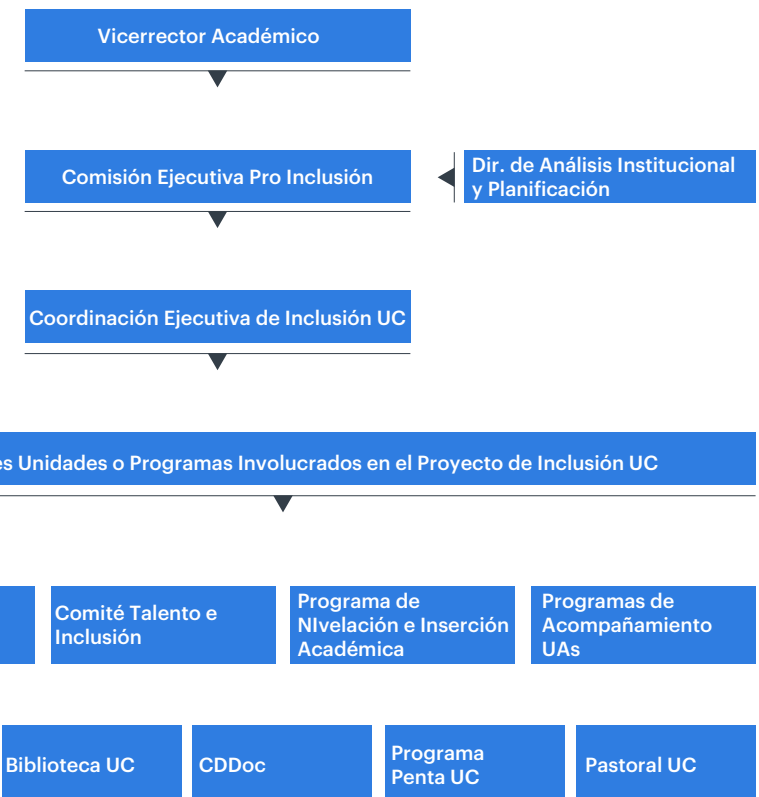 Vicerrector Académico
Comisión Ejecutiva Pro Inclusión
Dir. de Análisis Institucional
y Planificación
Coordinación Ejecutiva de Inclusión UC
es Unidades o Programas Involucrados en el Proyecto de Inclusión UC
Comité Talento e
Inclusión
Programa de
NIvelación e Inserción
Académica
Programas de
Acompañamiento
UAs
Biblioteca UC
CDDoc
Programa
Penta UC
Pastoral UC